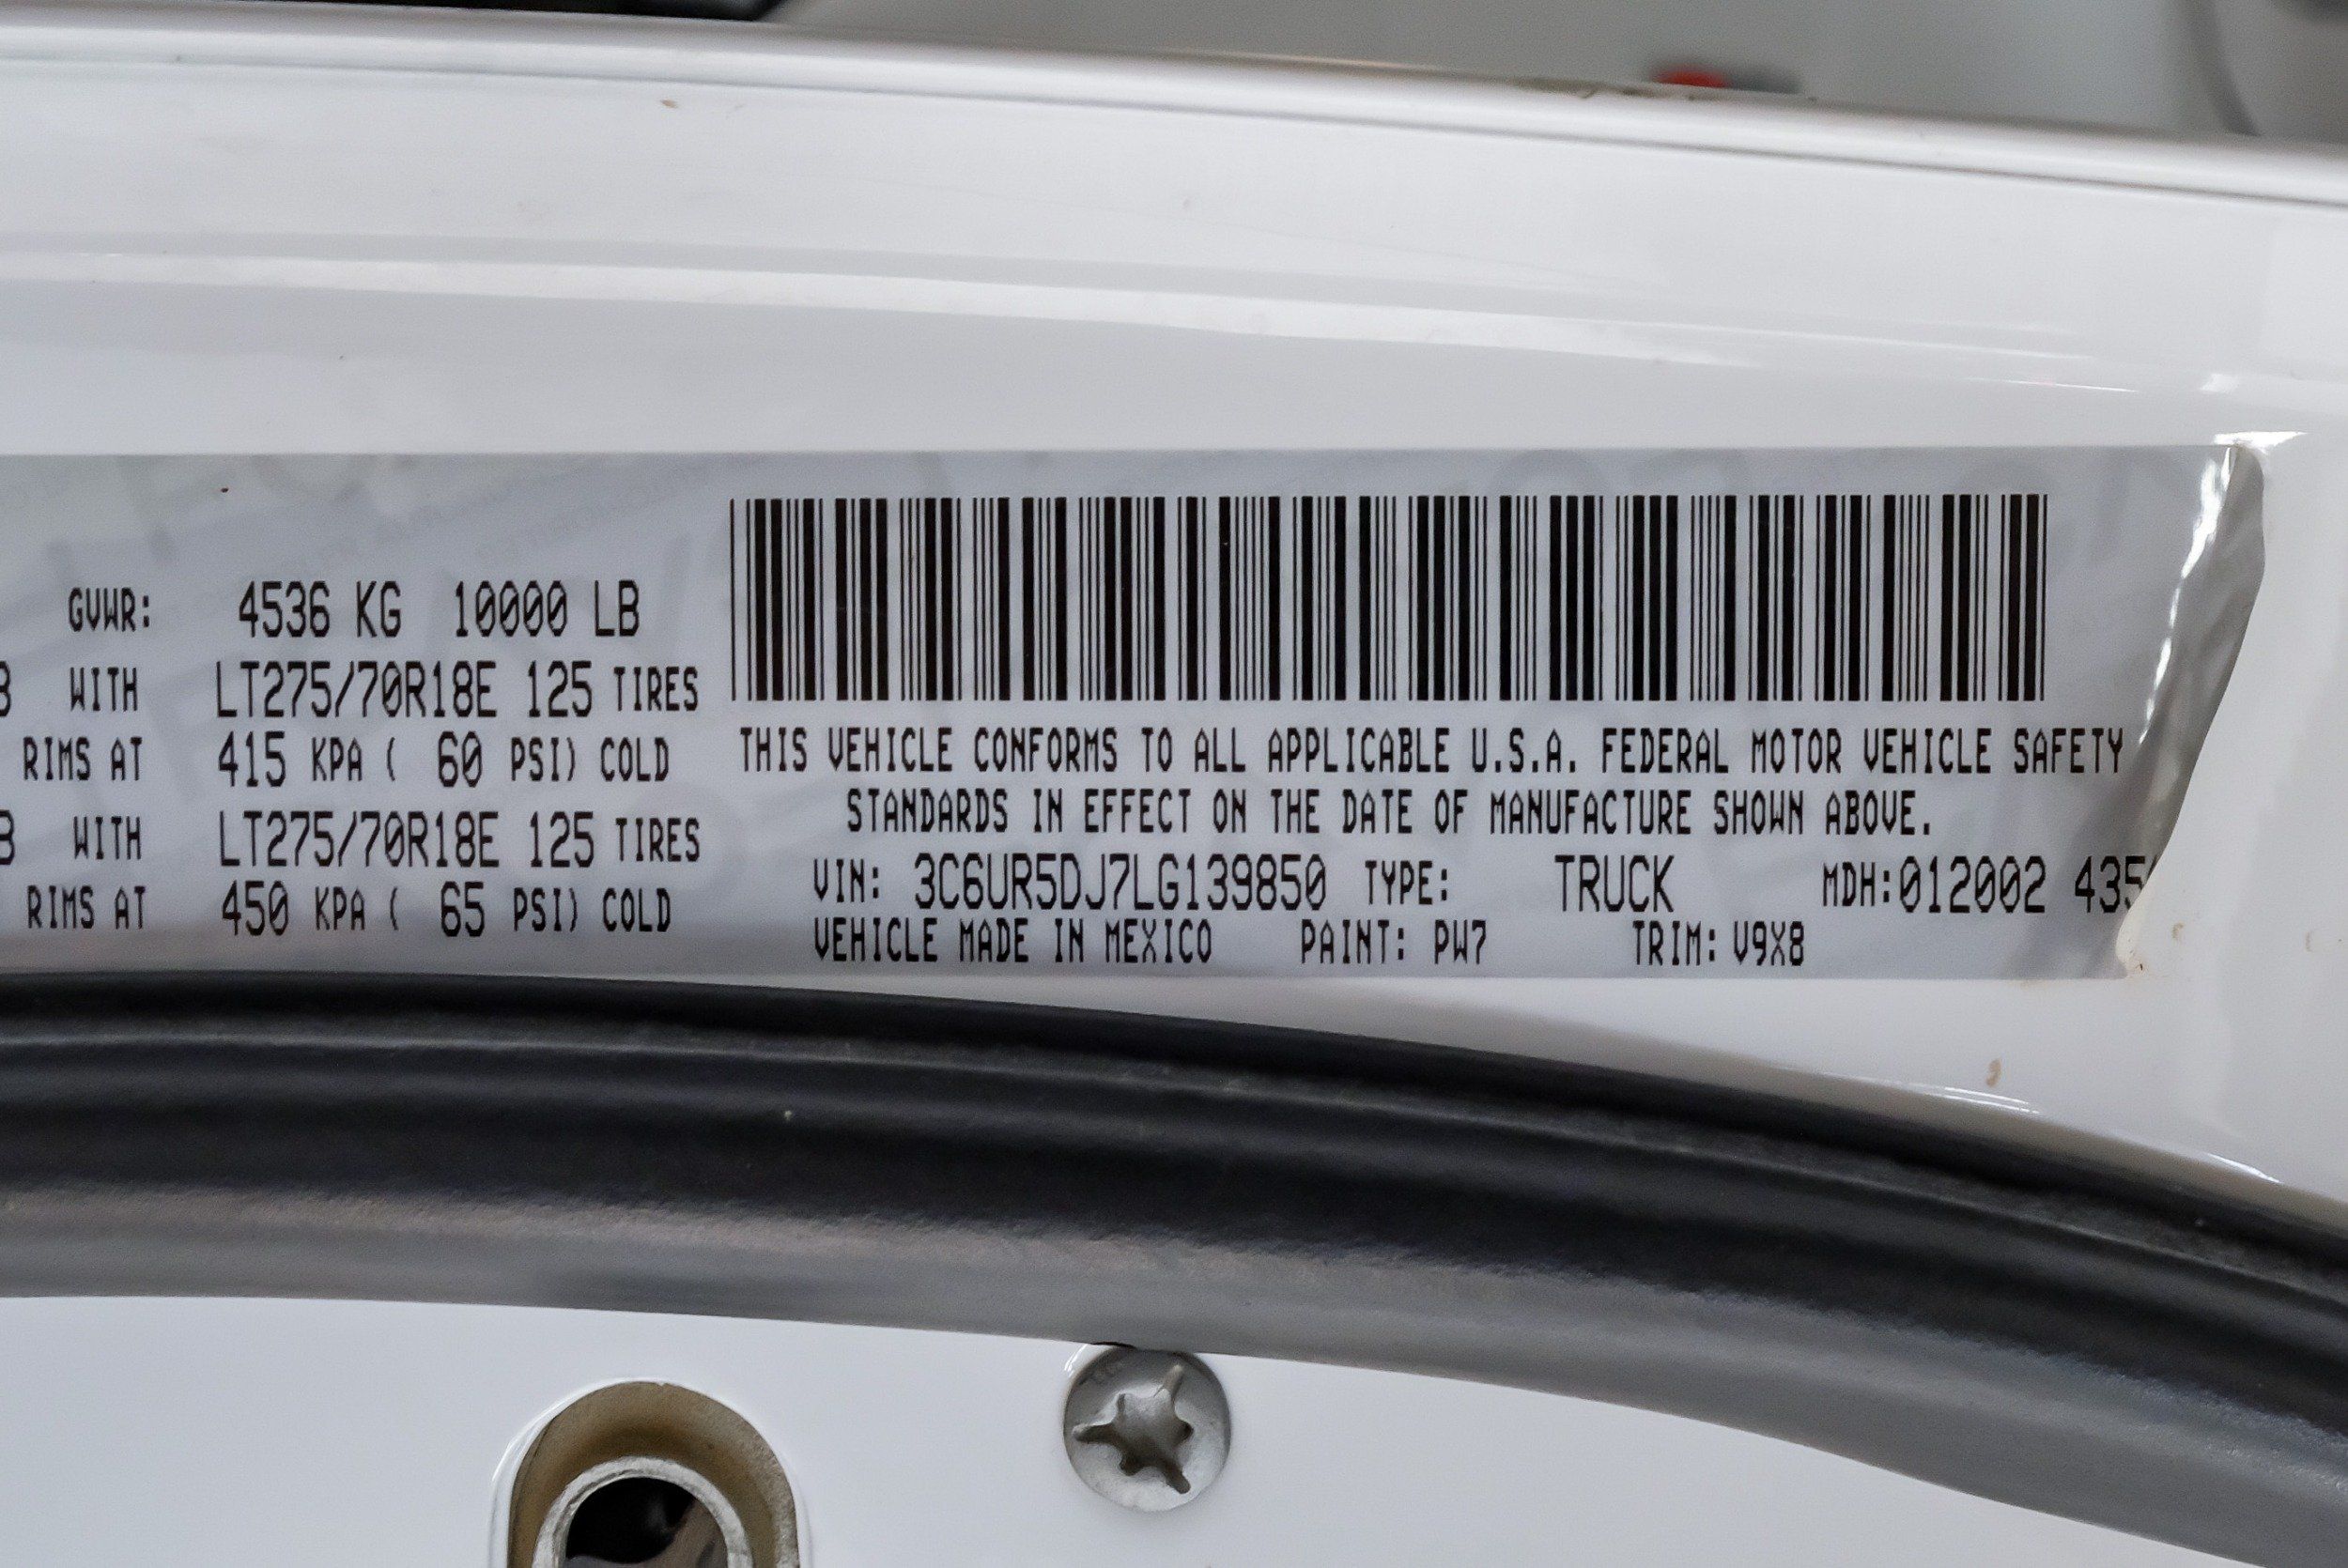 GVWR: 4536 KG 10000 LB
WITH LT275/70R18E 125 TIRES
RIMS AT 415 KPA ( 60 PSI) COLD
WITH LT275/70R18E 125 TIRES
RIMS AT 450 KPA ( 65 PSI) COLD
THIS VEHICLE CONFORMS TO ALL APPLICABLE U.S.A. FEDERAL MOTOR VEHICLE SAFETY
STANDARDS IN EFFECT ON THE DATE OF MANUFACTURE SHOWN ABOVE.
VIN: 3C6UR5DJ7LG139850 TYPE: TRUCK MDH:012002 435
VEHICLE MADE IN MEXICO PAINT: PW7 TRIM: V9X8